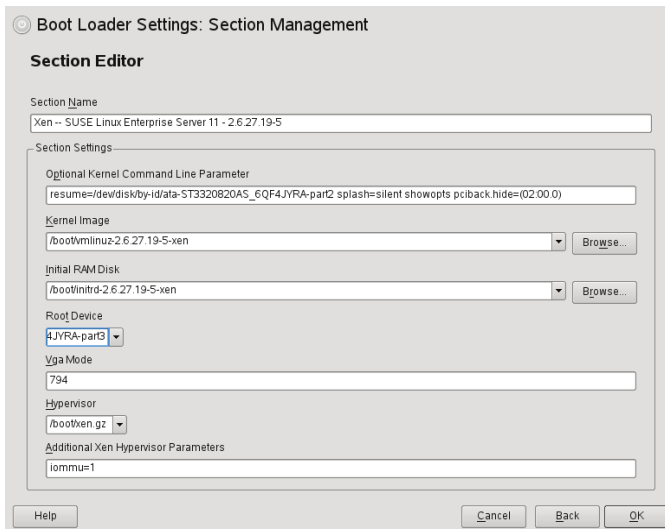 Boot Loader Settings: Section Management
Section Editor
Section Name
Xen -- SUSE Linux Enterprise Server 11 - 2.6.27.19-5
Section Settings
Optional Kernel Command Line Parameter
resume=/dev/disk/by-id/ata-ST3320820AS_6QF4JYRA-part2 splash=silent showopts pciback.hide=(02:00.0)
Kernel Image
/boot/vmlinuz-2.6.27.19-5-xen
Browse...
Initial RAM Disk
/boot/initrd-2.6.27.19-5-xen
Browse...
Root Device
4JYRA-part3
Vga Mode
794
Hypervisor
/boot/xen.gz
Additional Xen Hypervisor Parameters
iommu=1
Help
Cancel
Back
OK